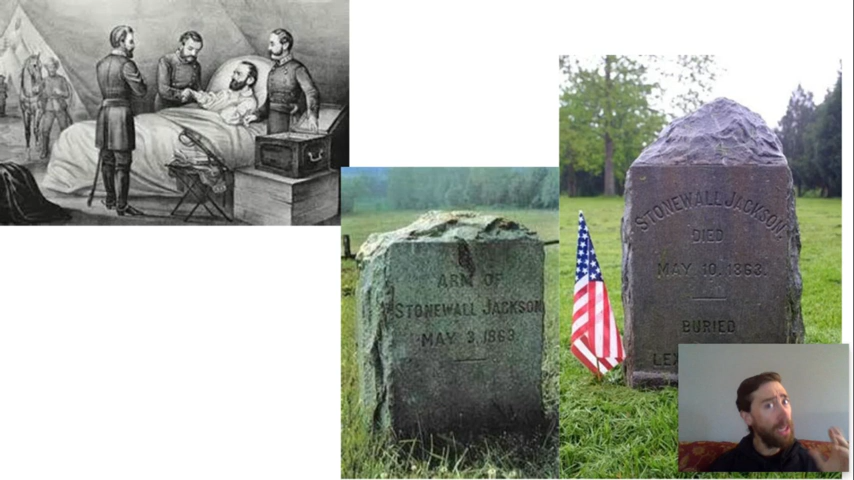 ARM OF
STONEWALL JACKSON
MAY 3, 1863.
STONEWALL JACKSON,
DIED
MAY 10, 1863.
BURIED